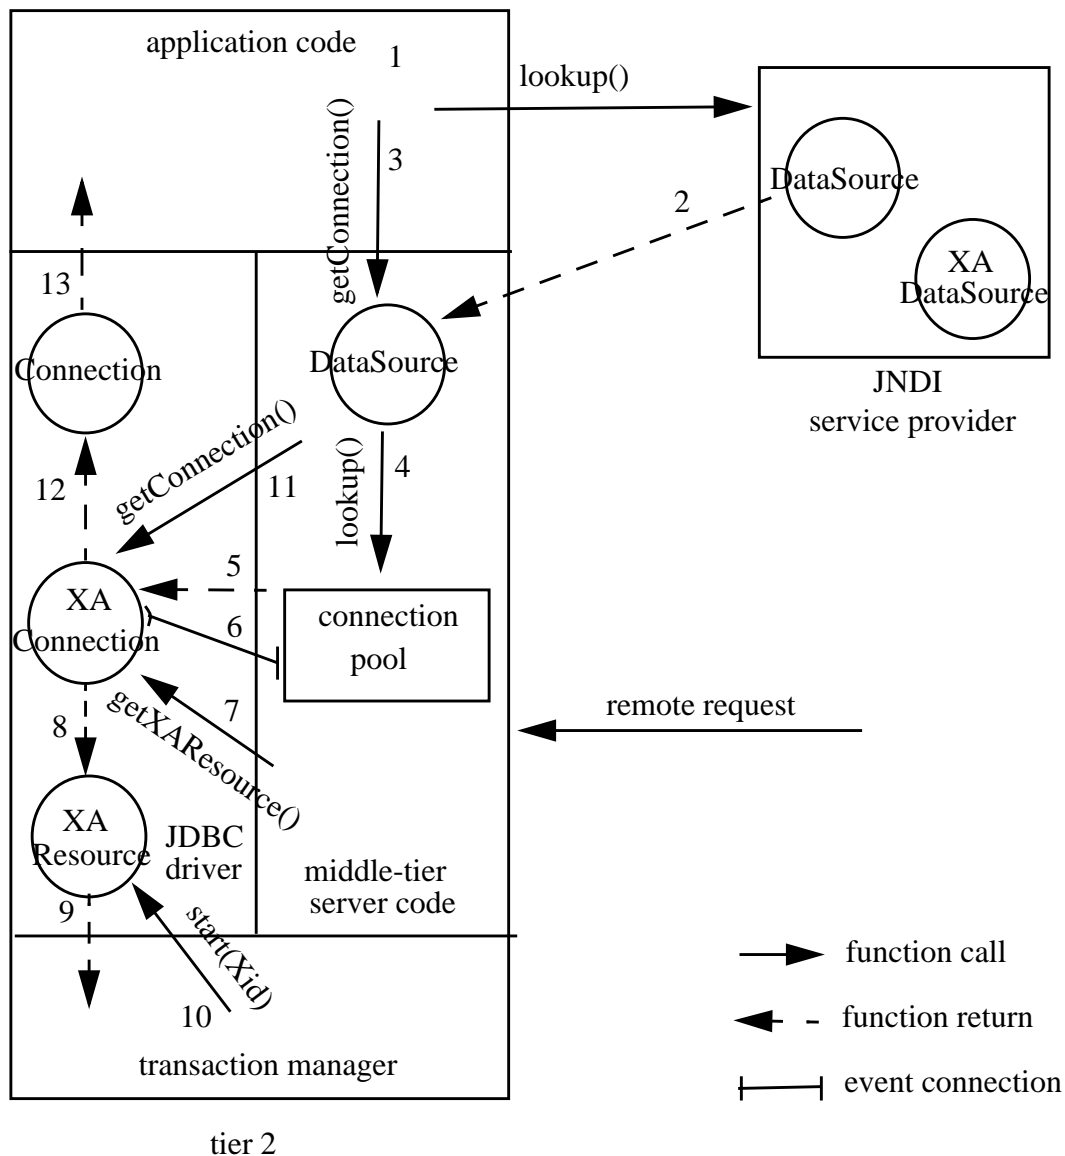 application code
1
lookup()
getConnection()
3
DataSource
2
XA
DataSource
13
Connection
DataSource
JNDI
service provider
getConnection()
lookup()
4
12
11
5
XA
Connection
6
connection
pool
7
getXAResource()
remote request
8
XA
Resource
JDBC
driver
middle-tier
server code
9
start(Xid)
10
function call
function return
transaction manager
event connection
tier 2